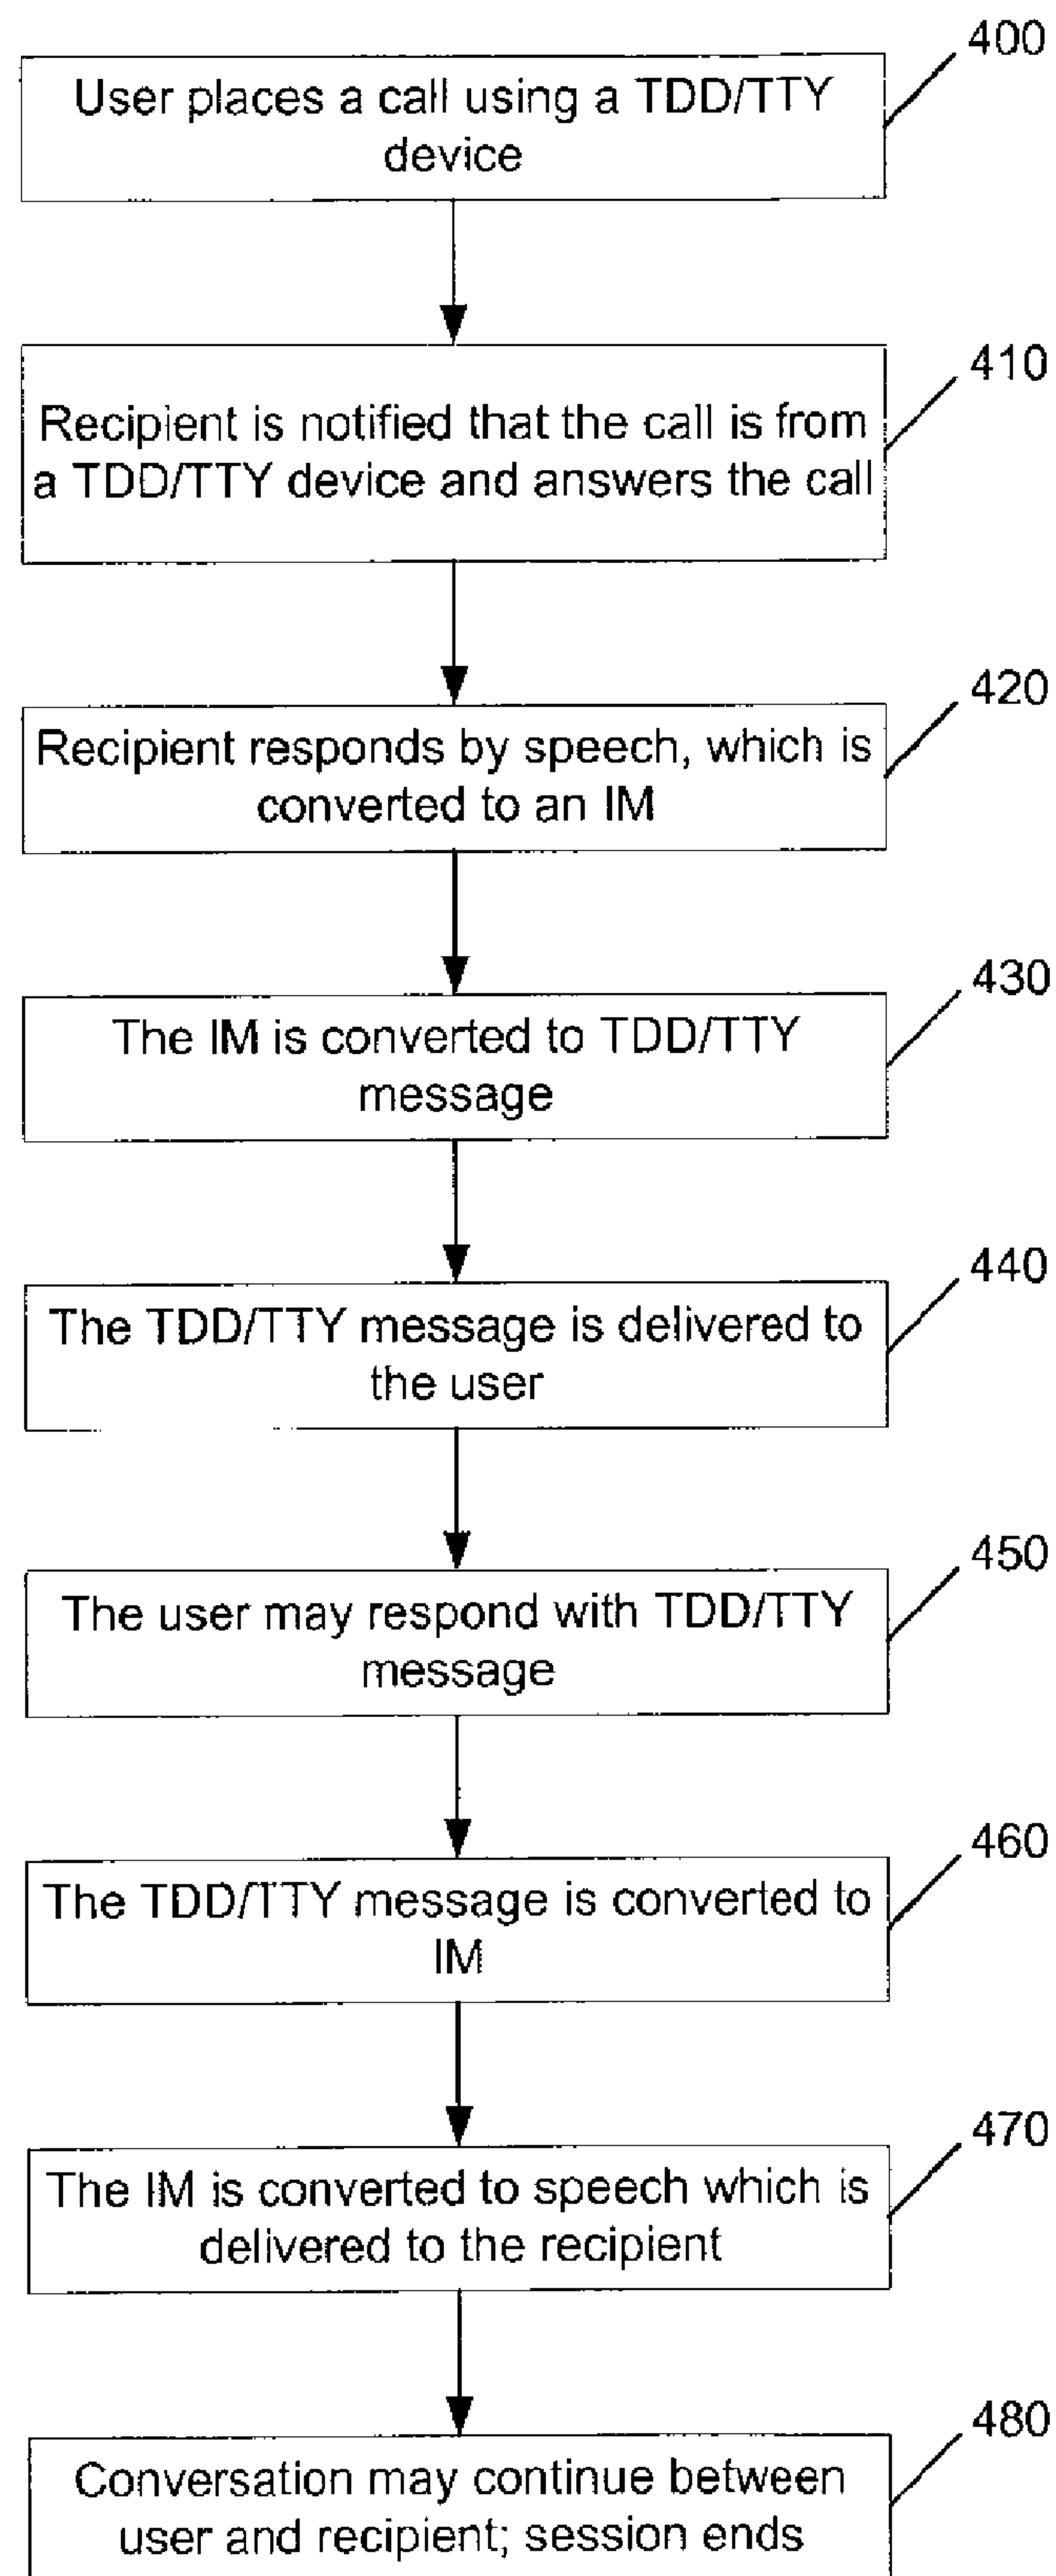 400
User places a call using a TDD/TTY
device
410
Recipient is notified that the call is from
a TDD/TTY device and answers the call
420
Recipient responds by speech, which is
converted to an IM
430
The IM is converted to TDD/TTY
message
440
The TDD/TTY message is delivered to
the user
450
The user may respond with TDD/TTY
message
460
The TDD/TTY message is converted to
IM
470
The IM is converted to speech which is
delivered to the recipient
480
Conversation may continue between
user and recipient; session ends